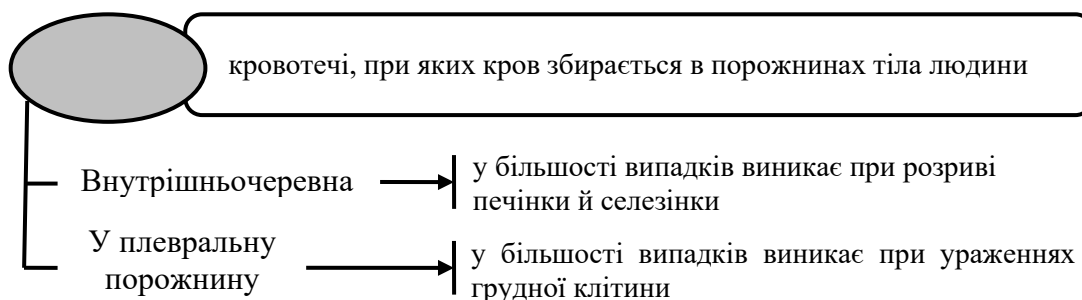 кровотечі, при яких кров збирається в порожнинах тіла людини
Внутрішньочеревна
у більшості випадків виникає при розриві
печінки й селезінки
У плевральну
порожнину
у більшості випадків виникає при ураженнях
грудної клітини